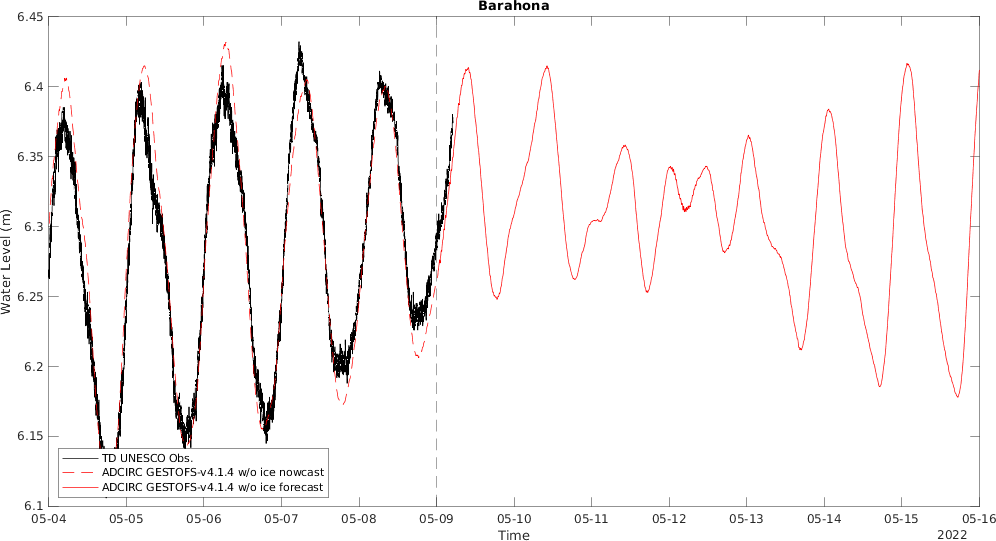 Barahona
6.45
6.4
6.35
6.3
6.25
6.2
6.15
6.1
Water Level (m)
TD UNESCO Obs.
ADCIRC GESTOFS-v4.1.4 w/o ice nowcast
ADCIRC GESTOFS-v4.1.4 w/o ice forecast
05-04 05-05 05-06 05-07 05-08 05-09 05-10 05-11 05-12 05-13 05-14 05-15 05-16
Time
2022